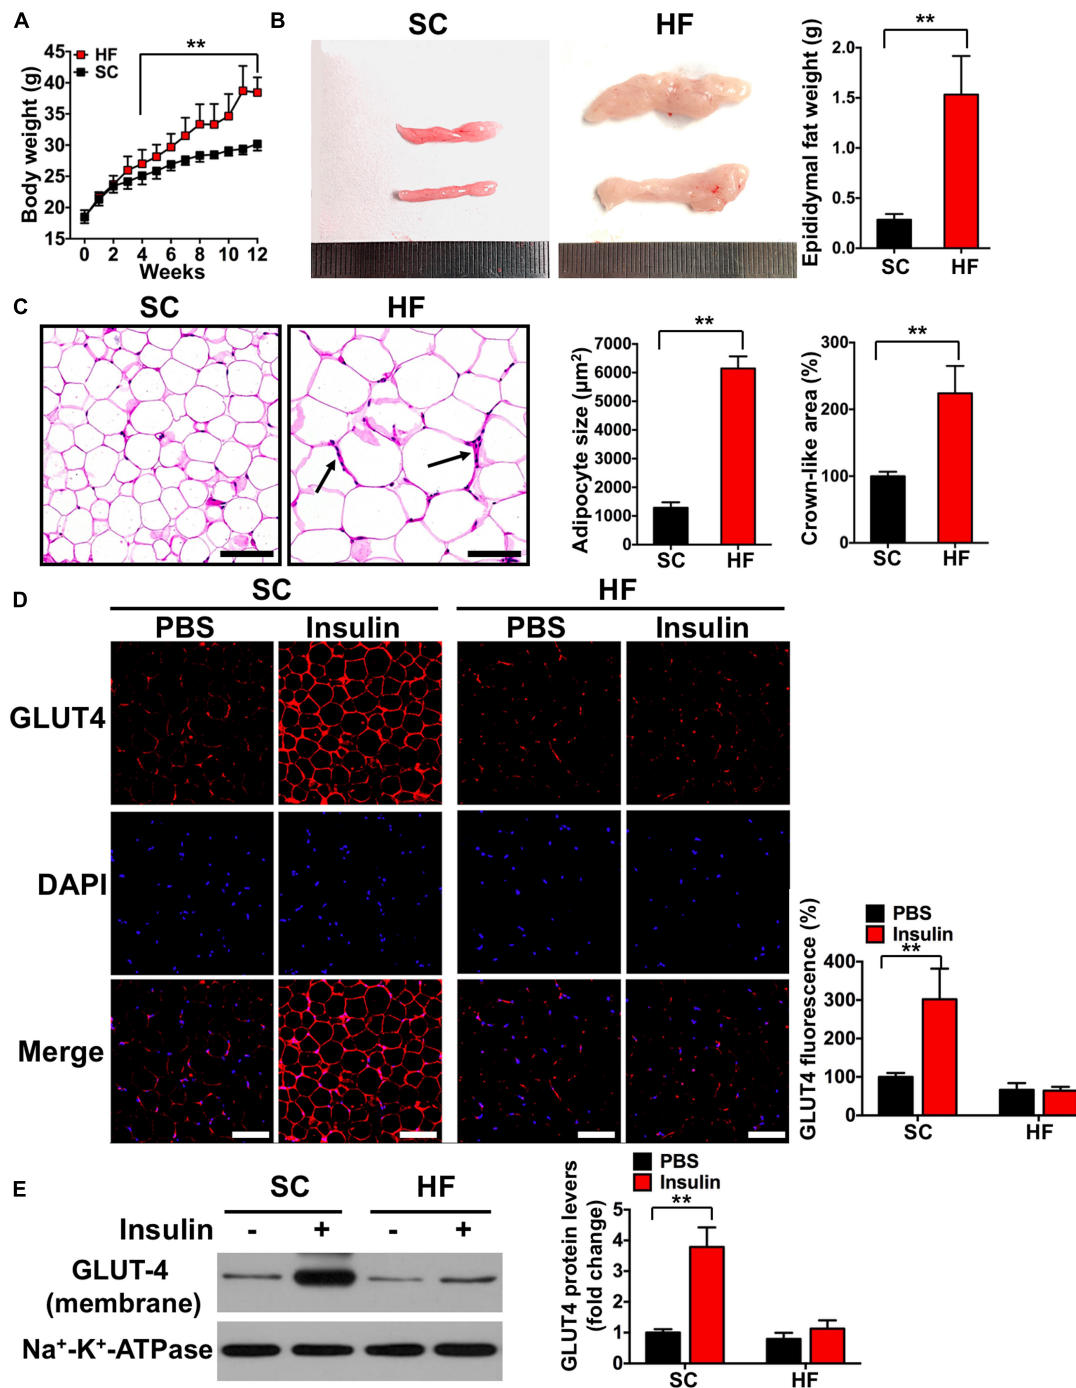 A
Body weight (g)
45
40
35
30
25
20
15
HF
SC
**
0 2 4 6 8 10 12
Weeks
B
SC HF
Epididymal fat weight (g)
2.0
1.5
1.0
0.5
0.0
**
SC HF
C
SC HF
Adipocyte size (μm²)
7000
6000
5000
4000
3000
2000
1000
0
**
SC HF
Crown-like area (%)
300
200
100
0
**
SC HF
D
SC HF
PBS Insulin PBS Insulin
GLUT4
DAPI
Merge
GLUT4 fluorescence (%)
PBS
Insulin
**
400
300
200
100
0
SC HF
E
SC HF
Insulin - + - +
GLUT-4
(membrane)
Na⁺-K⁺-ATPase
GLUT4 protein levers
(fold change)
PBS
Insulin
**
5
4
3
2
1
0
SC HF